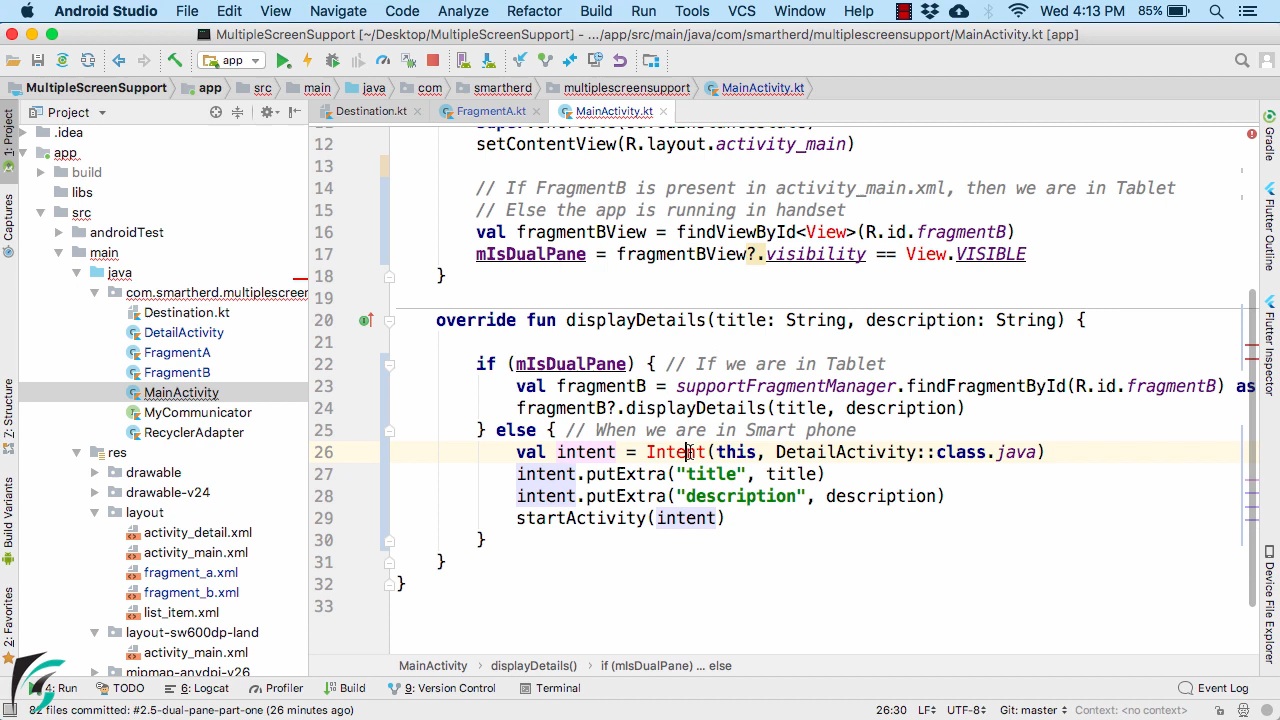 Android Studio File Edit View Navigate Code Analyze Refactor Build Run Tools VCS Window Help Wed 4:13 PM 85%
MultipleScreenSupport [~/Desktop/MultipleScreenSupport] - .../app/src/main/java/com/smartherd/multiplescreensupport/MainActivity.kt [app]
app
MultipleScreenSupport app src main java com smartherd multiplescreensupport MainActivity.kt
Project Destination.kt FragmentA.kt MainActivity.kt
.idea
app
build
libs
src
androidTest
main
java
com.smartherd.multiplescreen
Destination.kt
DetailActivity
FragmentA
FragmentB
MainActivity
MyCommunicator
RecyclerAdapter
res
drawable
drawable-v24
layout
activity_detail.xml
activity_main.xml
fragment_a.xml
fragment_b.xml
list_item.xml
layout-sw600dp-land
activity_main.xml
mipmap-anydpi-v26
12 setContentView(R.layout.activity_main)
13
14 // If FragmentB is present in activity_main.xml, then we are in Tablet
15 // Else the app is running in handset
16 val fragmentBView = findViewById<View>(R.id.fragmentB)
17 mIsDualPane = fragmentBView?.visibility == View.VISIBLE
18 }
19
20 override fun displayDetails(title: String, description: String) {
21
22 if (mIsDualPane) { // If we are in Tablet
23 val fragmentB = supportFragmentManager.findFragmentById(R.id.fragmentB) as
24 fragmentB?.displayDetails(title, description)
25 } else { // When we are in Smart phone
26 val intent = Intent(this, DetailActivity::class.java)
27 intent.putExtra("title", title)
28 intent.putExtra("description", description)
29 startActivity(intent)
30 }
31 }
32 }
33
MainActivity displayDetails() if (mIsDualPane) ... else
1: Project
Captures
7: Structure
Build Variants
2: Favorites
Gradle
Flutter Outline
Flutter Inspector
Device File Explorer
4: Run TODO 6: Logcat Profiler Build 9: Version Control Terminal Event Log
files committed: #2.5-dual-pane-part-one (26 minutes ago) 26:30 LF UTF-8 Git: master Context: <no context>